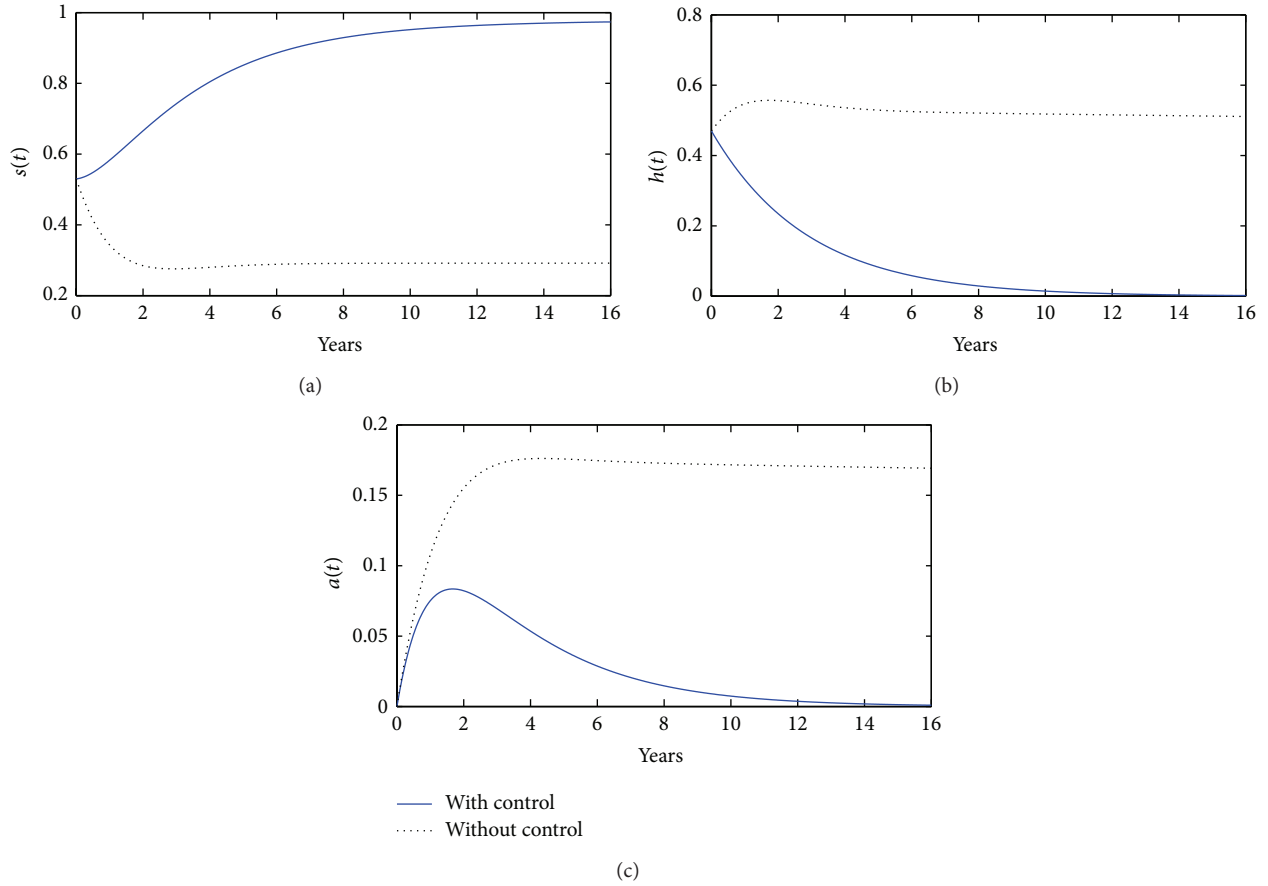 1
0.8
0.6
0.4
0.2
s(t)
0 2 4 6 8 10 12 14 16
Years
(a)
0.8
0.6
0.4
0.2
0
h(t)
0 2 4 6 8 10 12 14 16
Years
(b)
0.2
0.15
0.1
0.05
0
a(t)
0 2 4 6 8 10 12 14 16
Years
With control
Without control
(c)